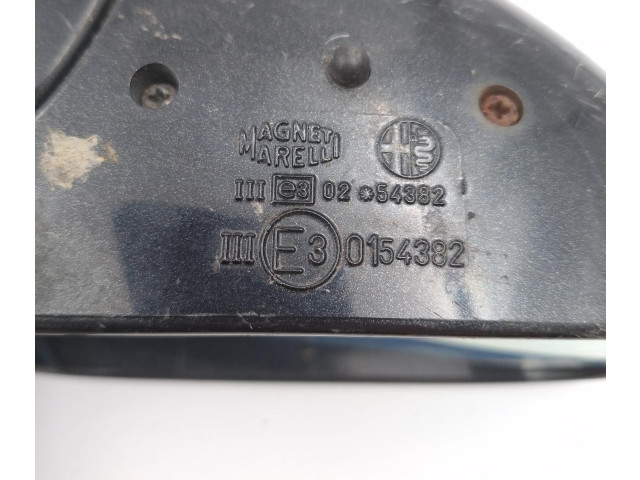 MAGNETI
MARELLI
III e3 02 *54382
III E3 0154382